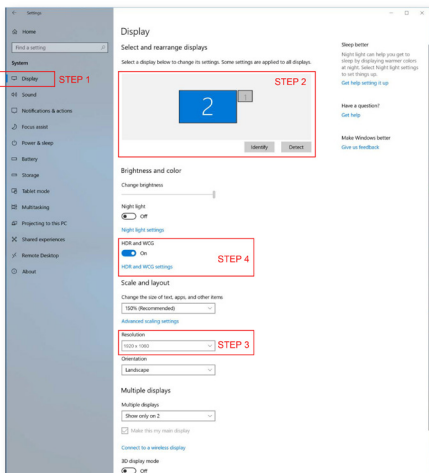 Settings
Home
Find a setting
System
Display
STEP 1
Sound
Notifications & actions
Focus assist
Power & sleep
Battery
Storage
Tablet mode
Multitasking
Projecting to this PC
Shared experiences
Remote Desktop
About
Display
Select and rearrange displays
Select a display below to change its settings. Some settings are applied to all displays.
STEP 2
2
1
Identify
Detect
Brightness and color
Change brightness
Night light
Off
Night light settings
HDR and WCG
On
STEP 4
HDR and WCG settings
Scale and layout
Change the size of text, apps, and other items
150% (Recommended)
Advanced scaling settings
Resolution
1920 x 1080
STEP 3
Orientation
Landscape
Multiple displays
Multiple displays
Show only on 2
Make this my main display
Connect to a wireless display
3D display mode
Off
Sleep better
Night light can help you get to
sleep by displaying warmer colors
at night. Select Night light settings
to set things up.
Get help setting it up
Have a question?
Get help
Make Windows better
Give us feedback